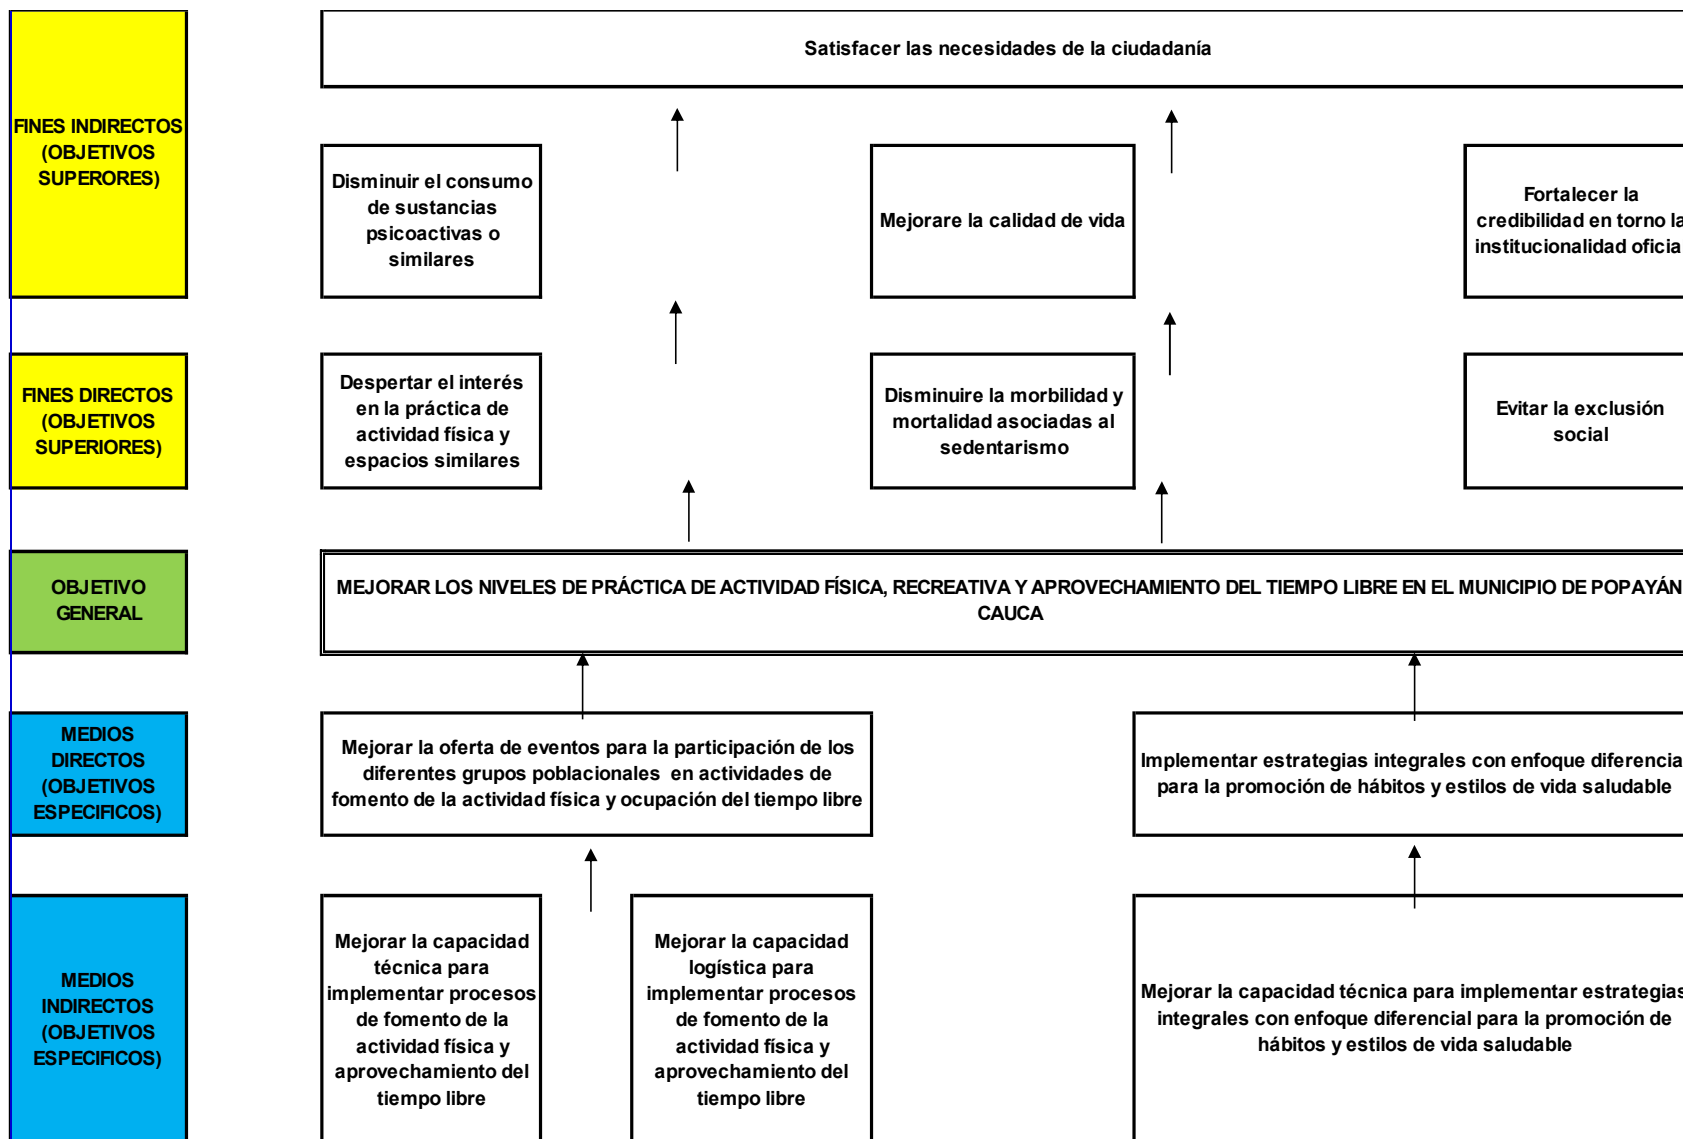 Satisfacer las necesidades de la ciudadanía
FINES INDIRECTOS
(OBJETIVOS
SUPERORES)
Disminuir el consumo
de sustancias
psicoactivas o
similares
Mejorare la calidad de vida
Fortalecer la
credibilidad en torno la
institucionalidad oficia
FINES DIRECTOS
(OBJETIVOS
SUPERIORES)
Despertar el interés
en la práctica de
actividad física y
espacios similares
Disminuire la morbilidad y
mortalidad asociadas al
sedentarismo
Evitar la exclusión
social
OBJETIVO
GENERAL
MEJORAR LOS NIVELES DE PRÁCTICA DE ACTIVIDAD FÍSICA, RECREATIVA Y APROVECHAMIENTO DEL TIEMPO LIBRE EN EL MUNICIPIO DE POPAYÁN
CAUCA
MEDIOS
DIRECTOS
(OBJETIVOS
ESPECIFICOS)
Mejorar la oferta de eventos para la participación de los
diferentes grupos poblacionales en actividades de
fomento de la actividad física y ocupación del tiempo libre
Implementar estrategias integrales con enfoque diferencia
para la promoción de hábitos y estilos de vida saludable
MEDIOS
INDIRECTOS
(OBJETIVOS
ESPECIFICOS)
Mejorar la capacidad
técnica para
implementar procesos
de fomento de la
actividad física y
aprovechamiento del
tiempo libre
Mejorar la capacidad
logística para
implementar procesos
de fomento de la
actividad física y
aprovechamiento del
tiempo libre
Mejorar la capacidad técnica para implementar estrategias
integrales con enfoque diferencial para la promoción de
hábitos y estilos de vida saludable